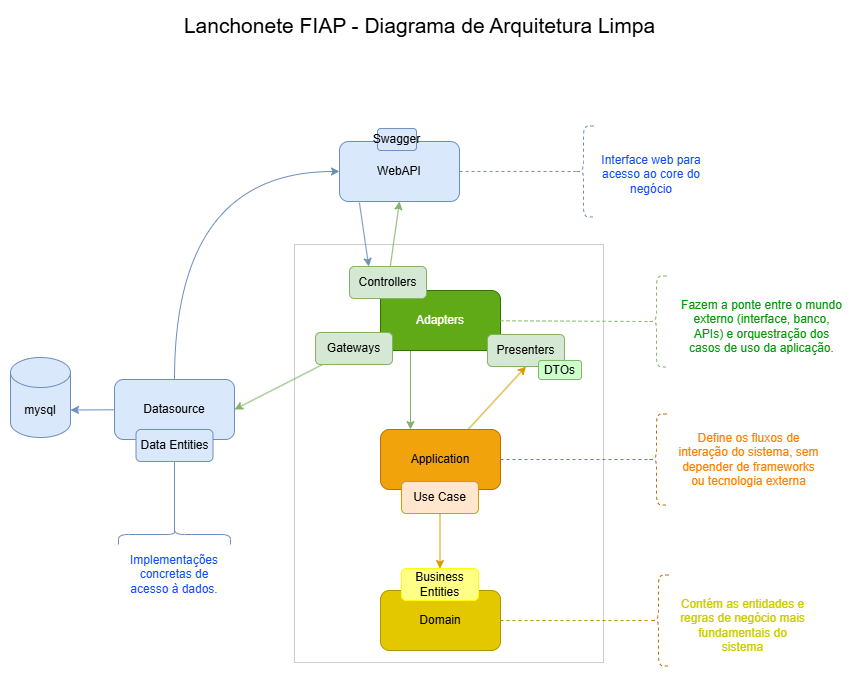 Lanchonete FIAP - Diagrama de Arquitetura Limpa
Swagger
WebAPI
Interface web para
acesso ao core do
negócio
Controllers
Adapters
Gateways
Presenters
DTOs
Fazem a ponte entre o mundo
externo (interface, banco,
APIs) e orquestração dos
casos de uso da aplicação.
mysql
Datasource
Data Entities
Implementações
concretas de
acesso à dados.
Application
Use Case
Define os fluxos de
interação do sistema, sem
depender de frameworks
ou tecnologia externa
Business
Entities
Domain
Contém as entidades e
regras de negócio mais
fundamentais do
sistema